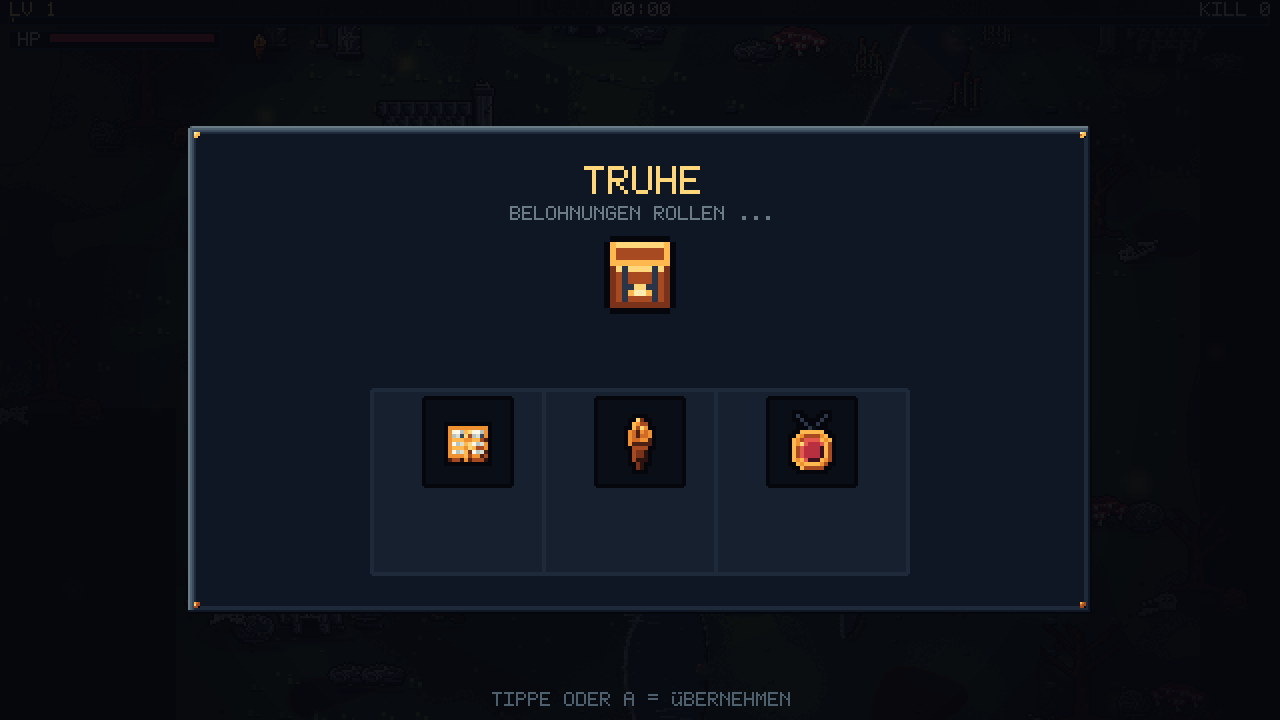 LV 1 00:00 KILL 0
HP
TRUHE
BELOHNUNGEN ROLLEN ...
TIPPE ODER A = üBERNEHMEN